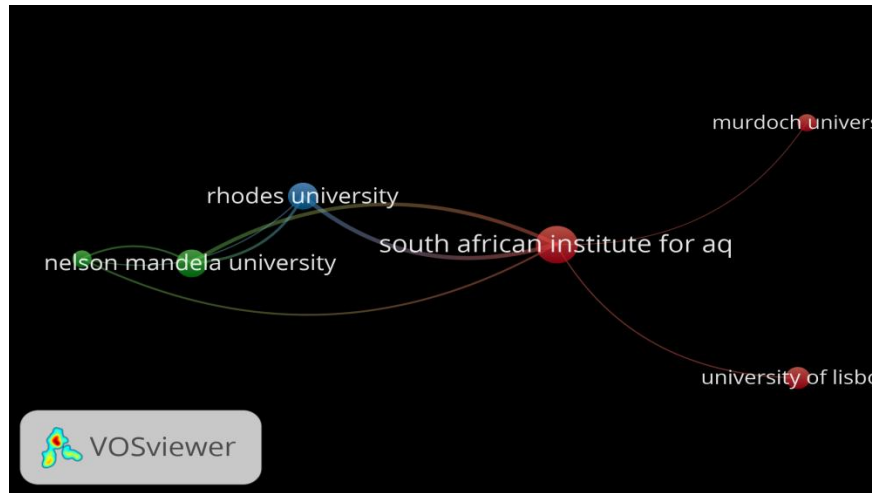 murdoch univers
rhodes university
south african institute for aq
nelson mandela university
university of lisbo
VOSviewer